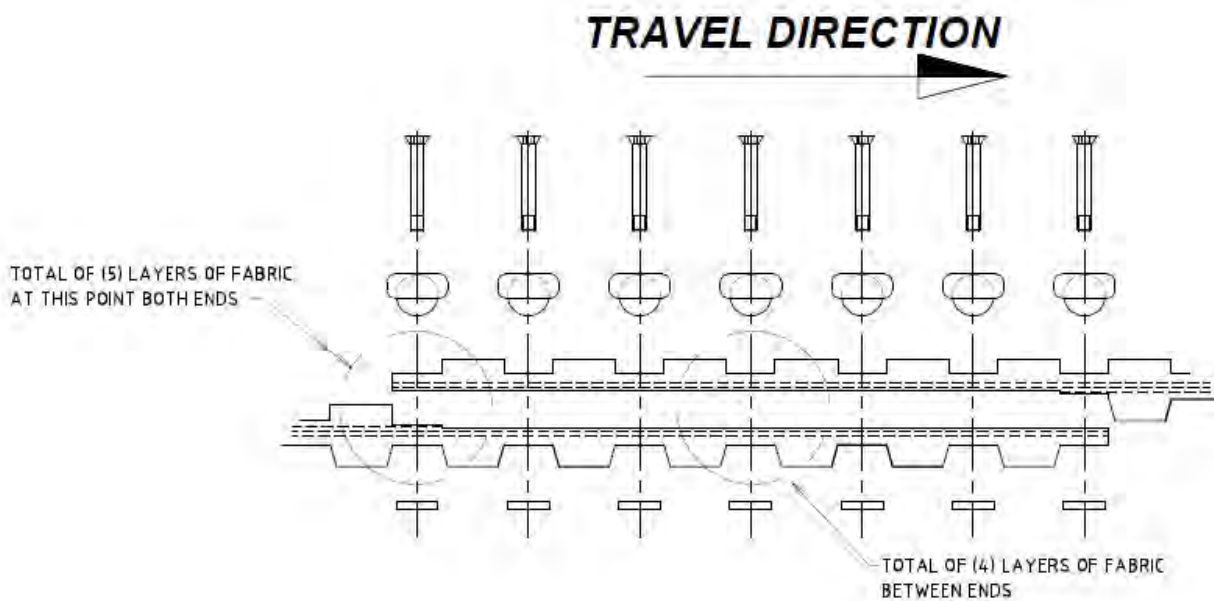 TRAVEL DIRECTION
TOTAL OF (5) LAYERS OF FABRIC
AT THIS POINT BOTH ENDS
TOTAL OF (4) LAYERS OF FABRIC
BETWEEN ENDS